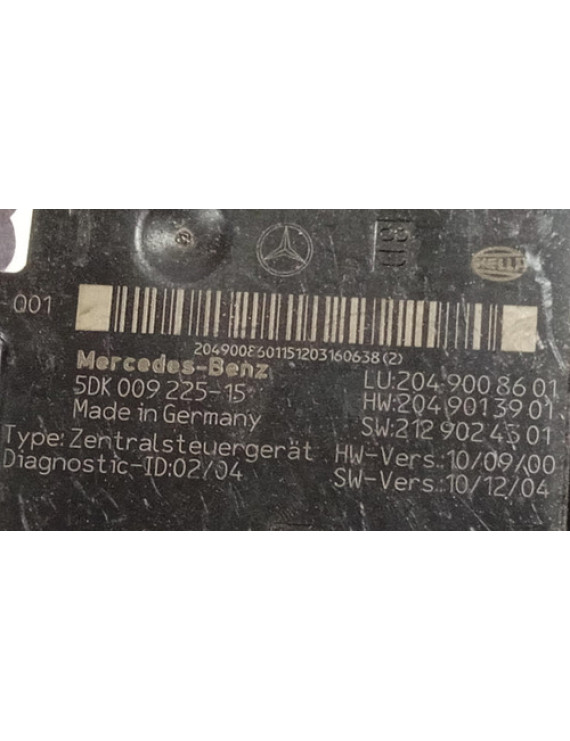 HELLA
Q01
2049008601151203160638(2)
Mercedes-Benz
5DK 009 225-15
Made in Germany
Type: Zentralsteuergerät
Diagnostic-ID:02/04
LU:204 900 86 01
HW:204 901 39 01
SW:212 902 43 01
HW-Vers.:10/09/00
SW-Vers.:10/12/04